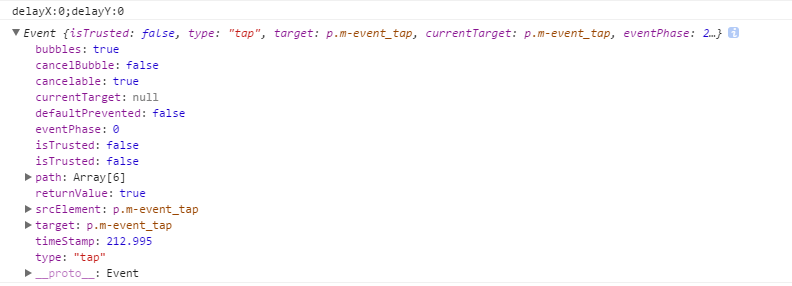 delayX:0;delayY:0
▼ Event {isTrusted: false, type: "tap", target: p.m-event_tap, currentTarget: p.m-event_tap, eventPhase: 2…} i
bubbles: true
cancelBubble: false
cancelable: true
currentTarget: null
defaultPrevented: false
eventPhase: 0
isTrusted: false
isTrusted: false
▶ path: Array[6]
returnValue: true
▶ srcElement: p.m-event_tap
▶ target: p.m-event_tap
timeStamp: 212.995
type: "tap"
▶ __proto__: Event